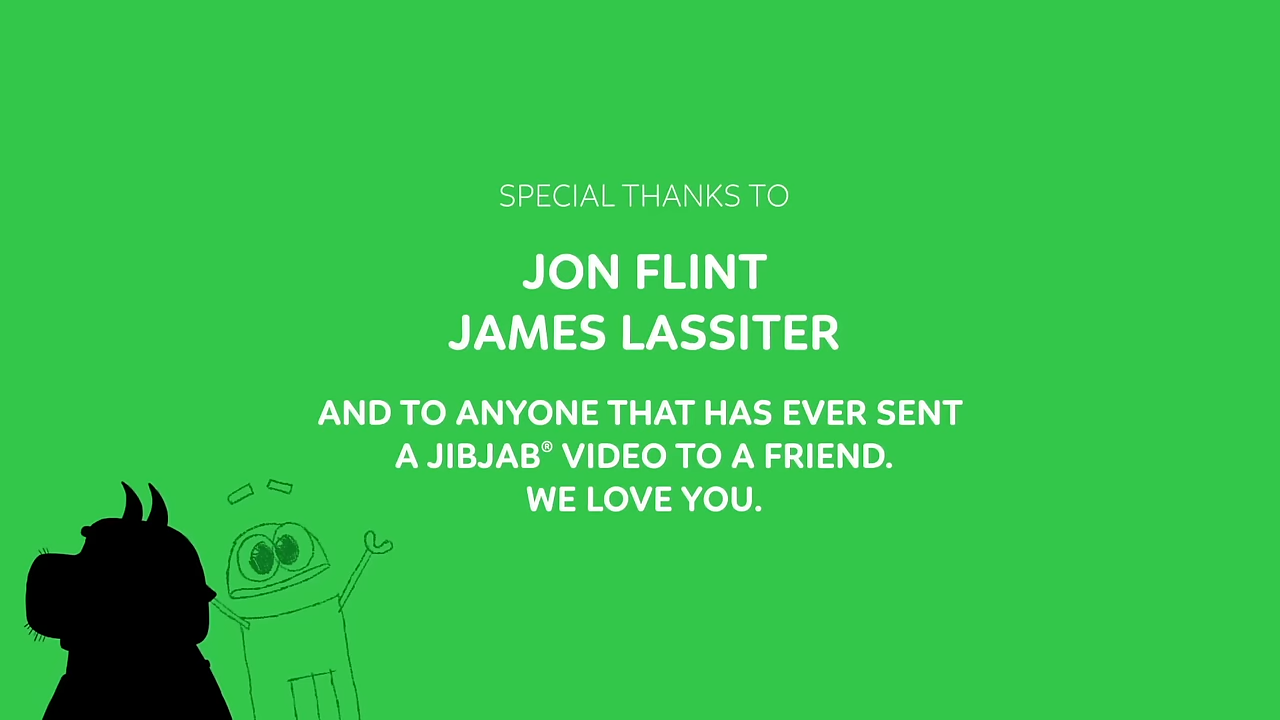 SPECIAL THANKS TO
JON FLINT
JAMES LASSITER
AND TO ANYONE THAT HAS EVER SENT
A JIBJAB® VIDEO TO A FRIEND.
WE LOVE YOU.